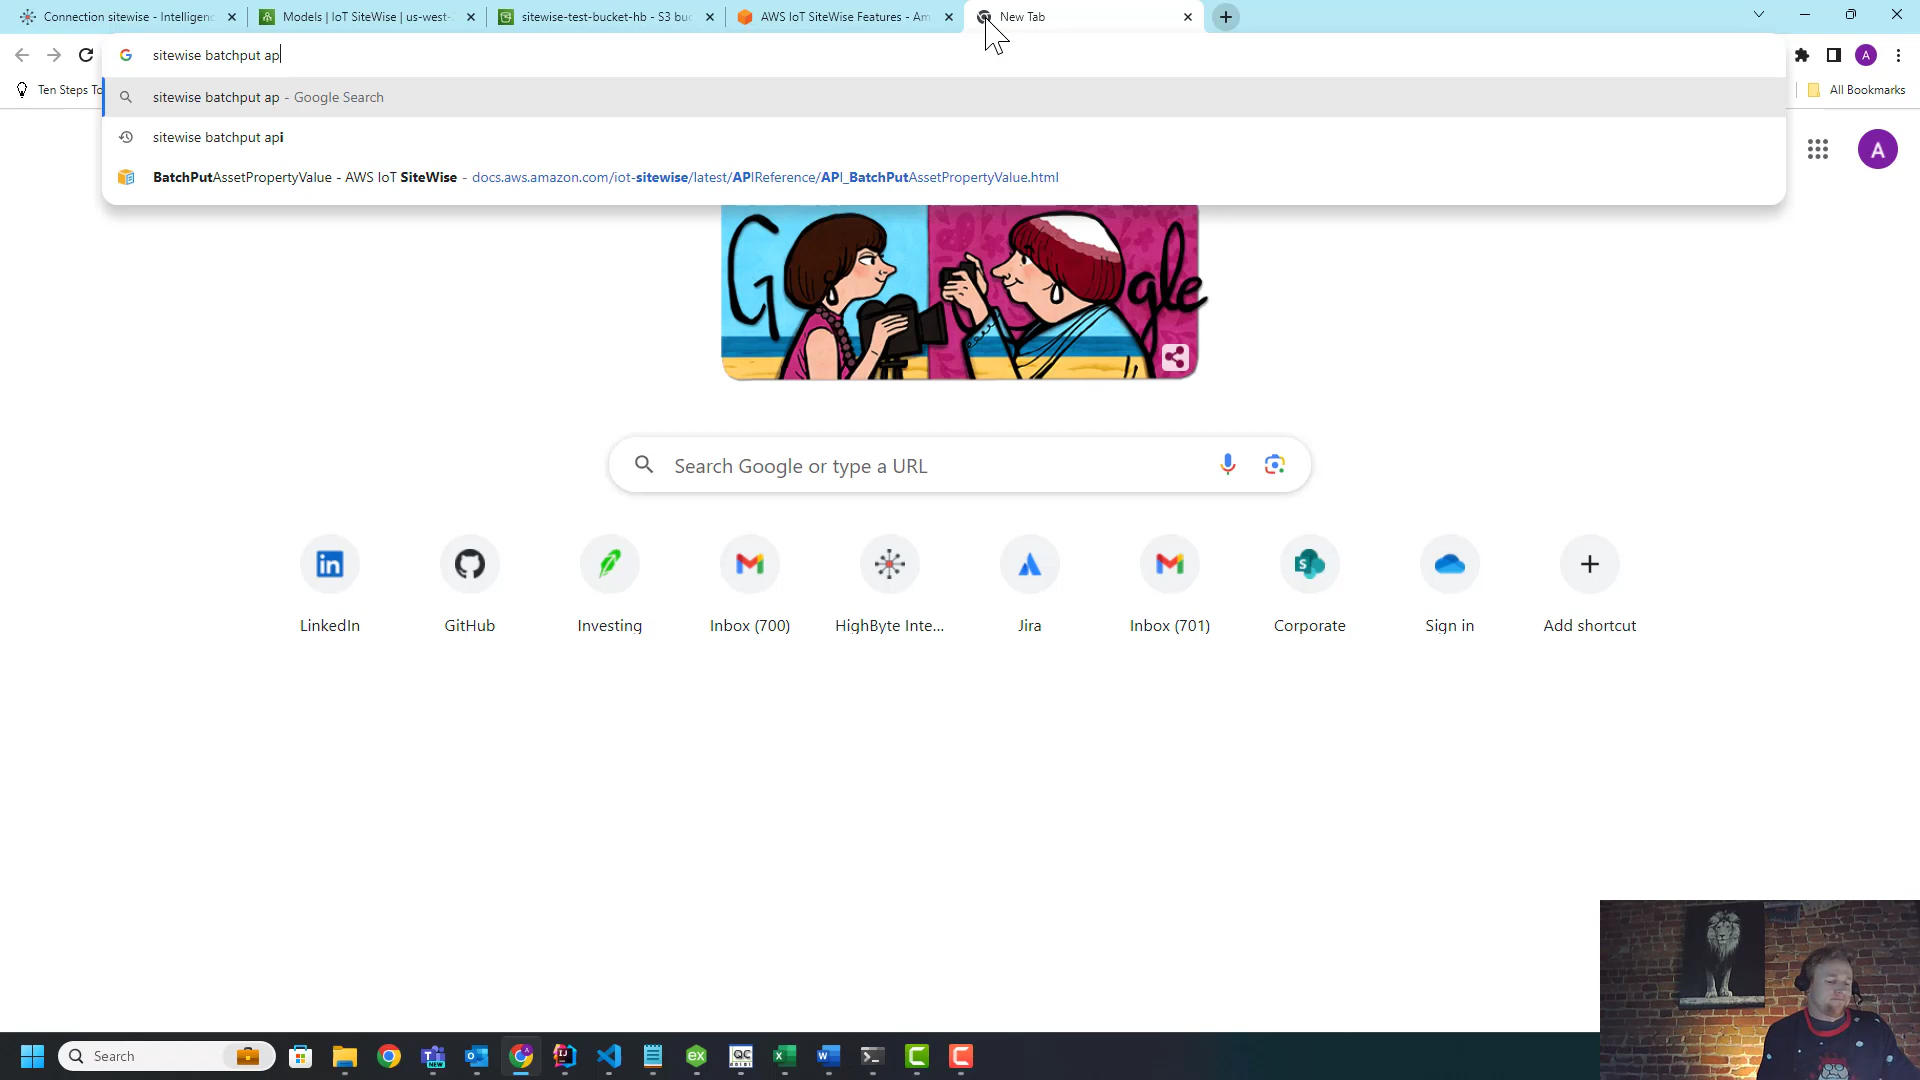 Connection sitewise - Intelligen
Models | IoT SiteWise | us-west-
sitewise-test-bucket-hb - S3 buc
AWS IoT SiteWise Features - Am
New Tab
sitewise batchput ap
Ten Steps To
sitewise batchput ap - Google Search
All Bookmarks
sitewise batchput api
BatchPutAssetPropertyValue - AWS IoT SiteWise - docs.aws.amazon.com/iot-sitewise/latest/APIReference/API_BatchPutAssetPropertyValue.html
A
G gle
Search Google or type a URL
LinkedIn
GitHub
Investing
Inbox (700)
HighByte Inte...
Jira
Inbox (701)
Corporate
Sign in
Add shortcut
Search